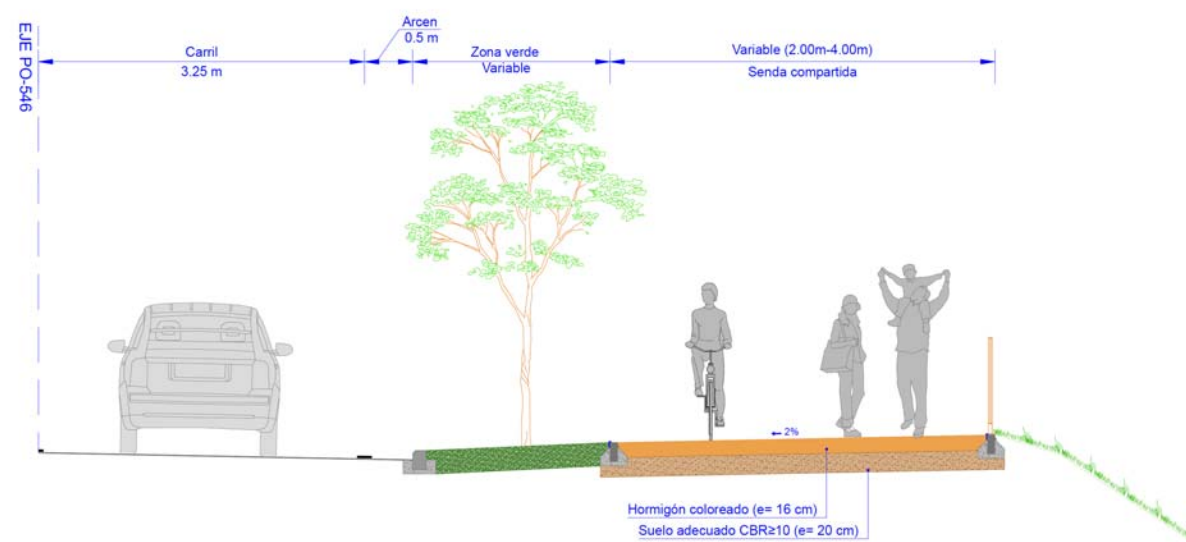 EJE PO-546
Carril
3.25 m
Arcen
0.5 m
Zona verde
Variable
Variable (2.00m-4.00m)
Senda compartida
2%
Hormigón coloreado (e= 16 cm)
Suelo adecuado CBR≥10 (e= 20 cm)